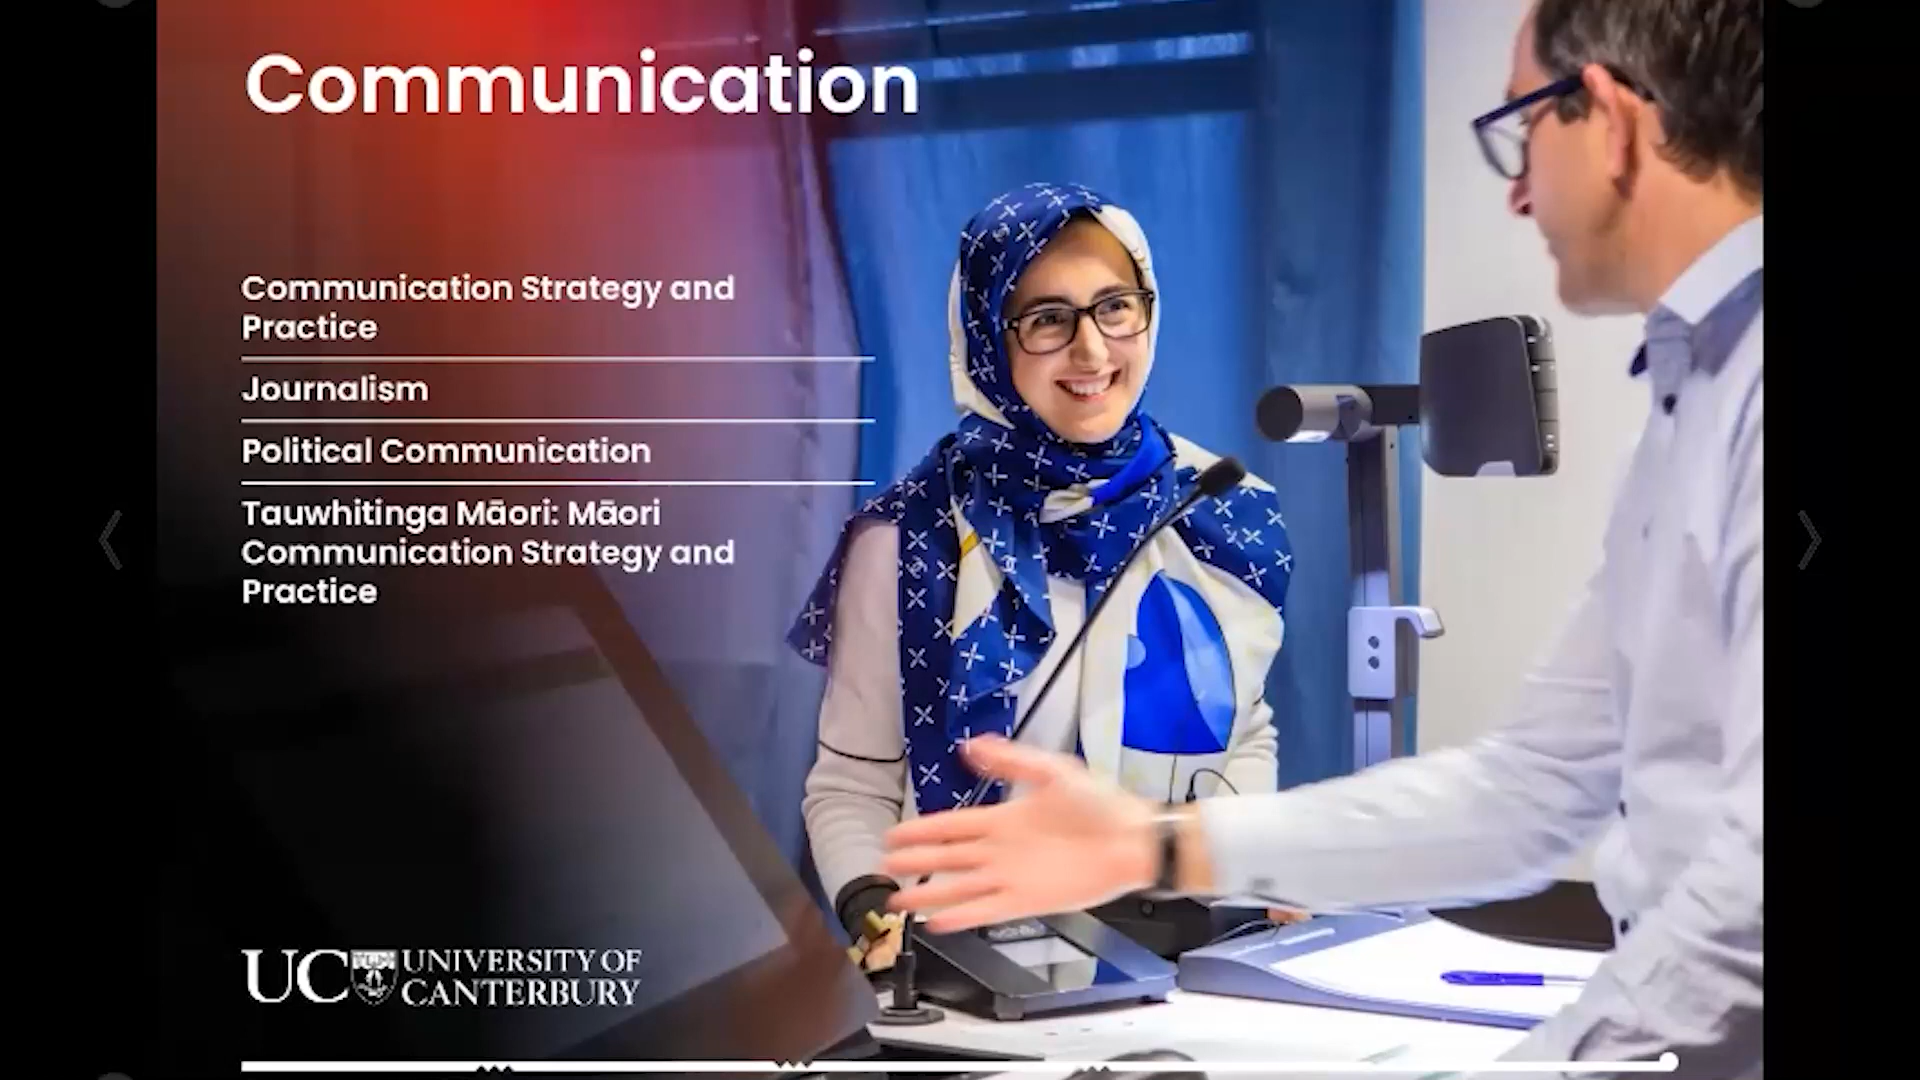 Communication
Communication Strategy and
Practice
Journalism
Political Communication
Tauwhitinga Māori: Māori
Communication Strategy and
Practice
UC UNIVERSITY OF
CANTERBURY